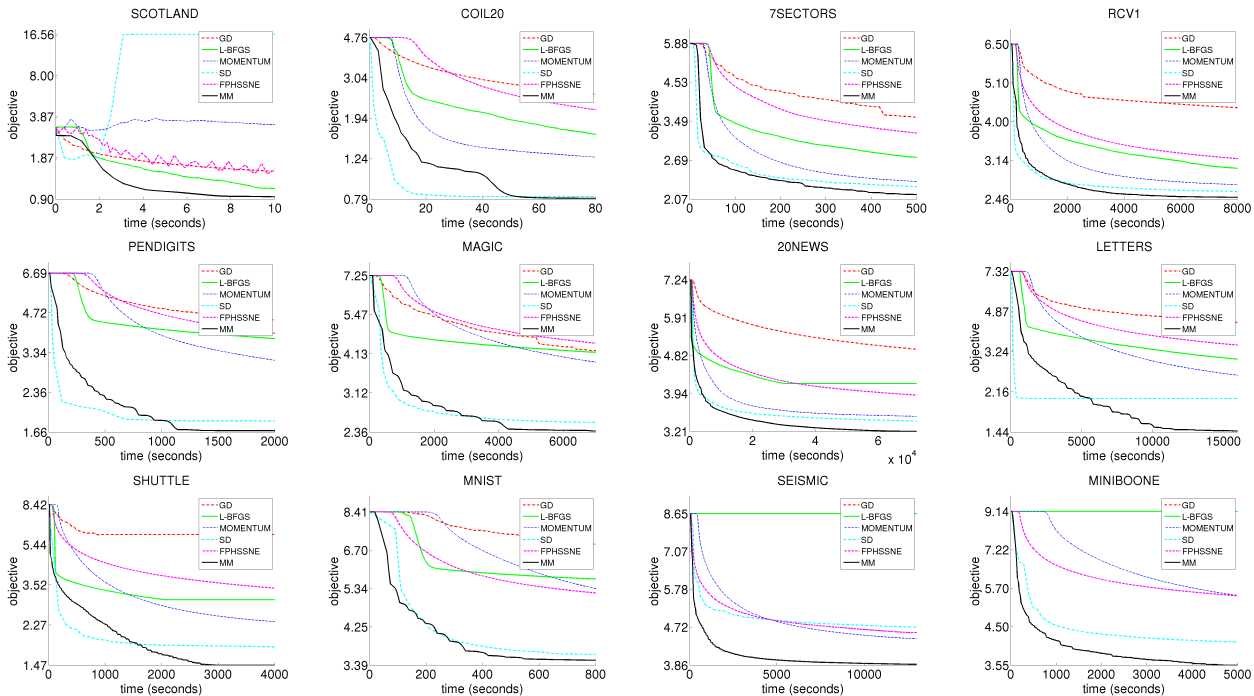 SCOTLAND
16.56
8.00
3.87
1.87
0.90
objective
0 2 4 6 8 10
time (seconds)
GD
L-BFGS
MOMENTUM
SD
FPHSSNE
MM
COIL20
4.76
3.04
1.94
1.24
0.79
objective
0 20 40 60 80
time (seconds)
GD
L-BFGS
MOMENTUM
SD
FPHSSNE
MM
7SECTORS
5.88
4.53
3.49
2.69
2.07
objective
0 100 200 300 400 500
time (seconds)
GD
L-BFGS
MOMENTUM
SD
FPHSSNE
MM
RCV1
6.50
5.10
4.00
3.14
2.46
objective
0 2000 4000 6000 8000
time (seconds)
GD
L-BFGS
MOMENTUM
SD
FPHSSNE
MM
PENDIGITS
6.69
4.72
3.34
2.36
1.66
objective
0 500 1000 1500 2000
time (seconds)
GD
L-BFGS
MOMENTUM
SD
FPHSSNE
MM
MAGIC
7.25
5.47
4.13
3.12
2.36
objective
0 2000 4000 6000
time (seconds)
GD
L-BFGS
MOMENTUM
SD
FPHSSNE
MM
20NEWS
7.24
5.91
4.82
3.94
3.21
objective
0 2 4 6
x 10^4
time (seconds)
GD
L-BFGS
MOMENTUM
SD
FPHSSNE
MM
LETTERS
7.32
4.87
3.24
2.16
1.44
objective
0 5000 10000 15000
time (seconds)
GD
L-BFGS
MOMENTUM
SD
FPHSSNE
MM
SHUTTLE
8.42
5.44
3.52
2.27
1.47
objective
0 1000 2000 3000 4000
time (seconds)
GD
L-BFGS
MOMENTUM
SD
FPHSSNE
MM
MNIST
8.41
6.70
5.34
4.25
3.39
objective
0 200 400 600 800
time (seconds)
GD
L-BFGS
MOMENTUM
SD
FPHSSNE
MM
SEISMIC
8.65
7.07
5.78
4.72
3.86
objective
0 5000 10000
time (seconds)
GD
L-BFGS
MOMENTUM
SD
FPHSSNE
MM
MINIBOONE
9.14
7.22
5.70
4.50
3.55
objective
0 1000 2000 3000 4000 5000
time (seconds)
GD
L-BFGS
MOMENTUM
SD
FPHSSNE
MM